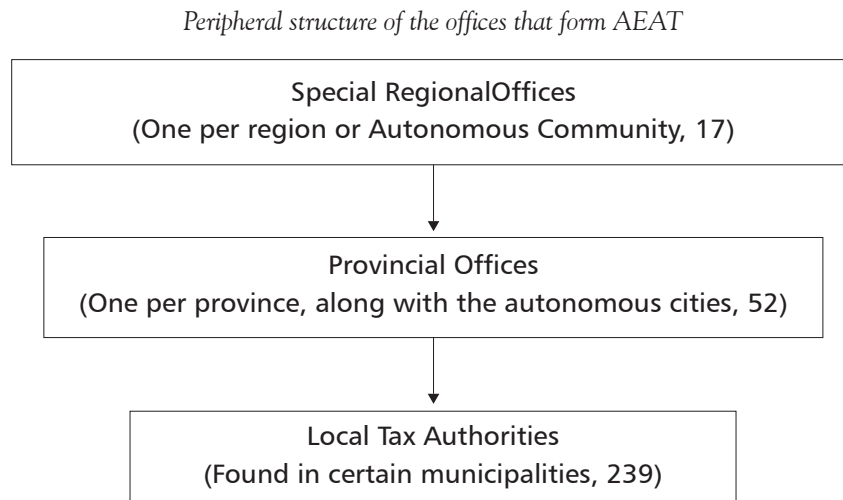 Peripheral structure of the offices that form AEAT
Special RegionalOffices
(One per region or Autonomous Community, 17)
Provincial Offices
(One per province, along with the autonomous cities, 52)
Local Tax Authorities
(Found in certain municipalities, 239)